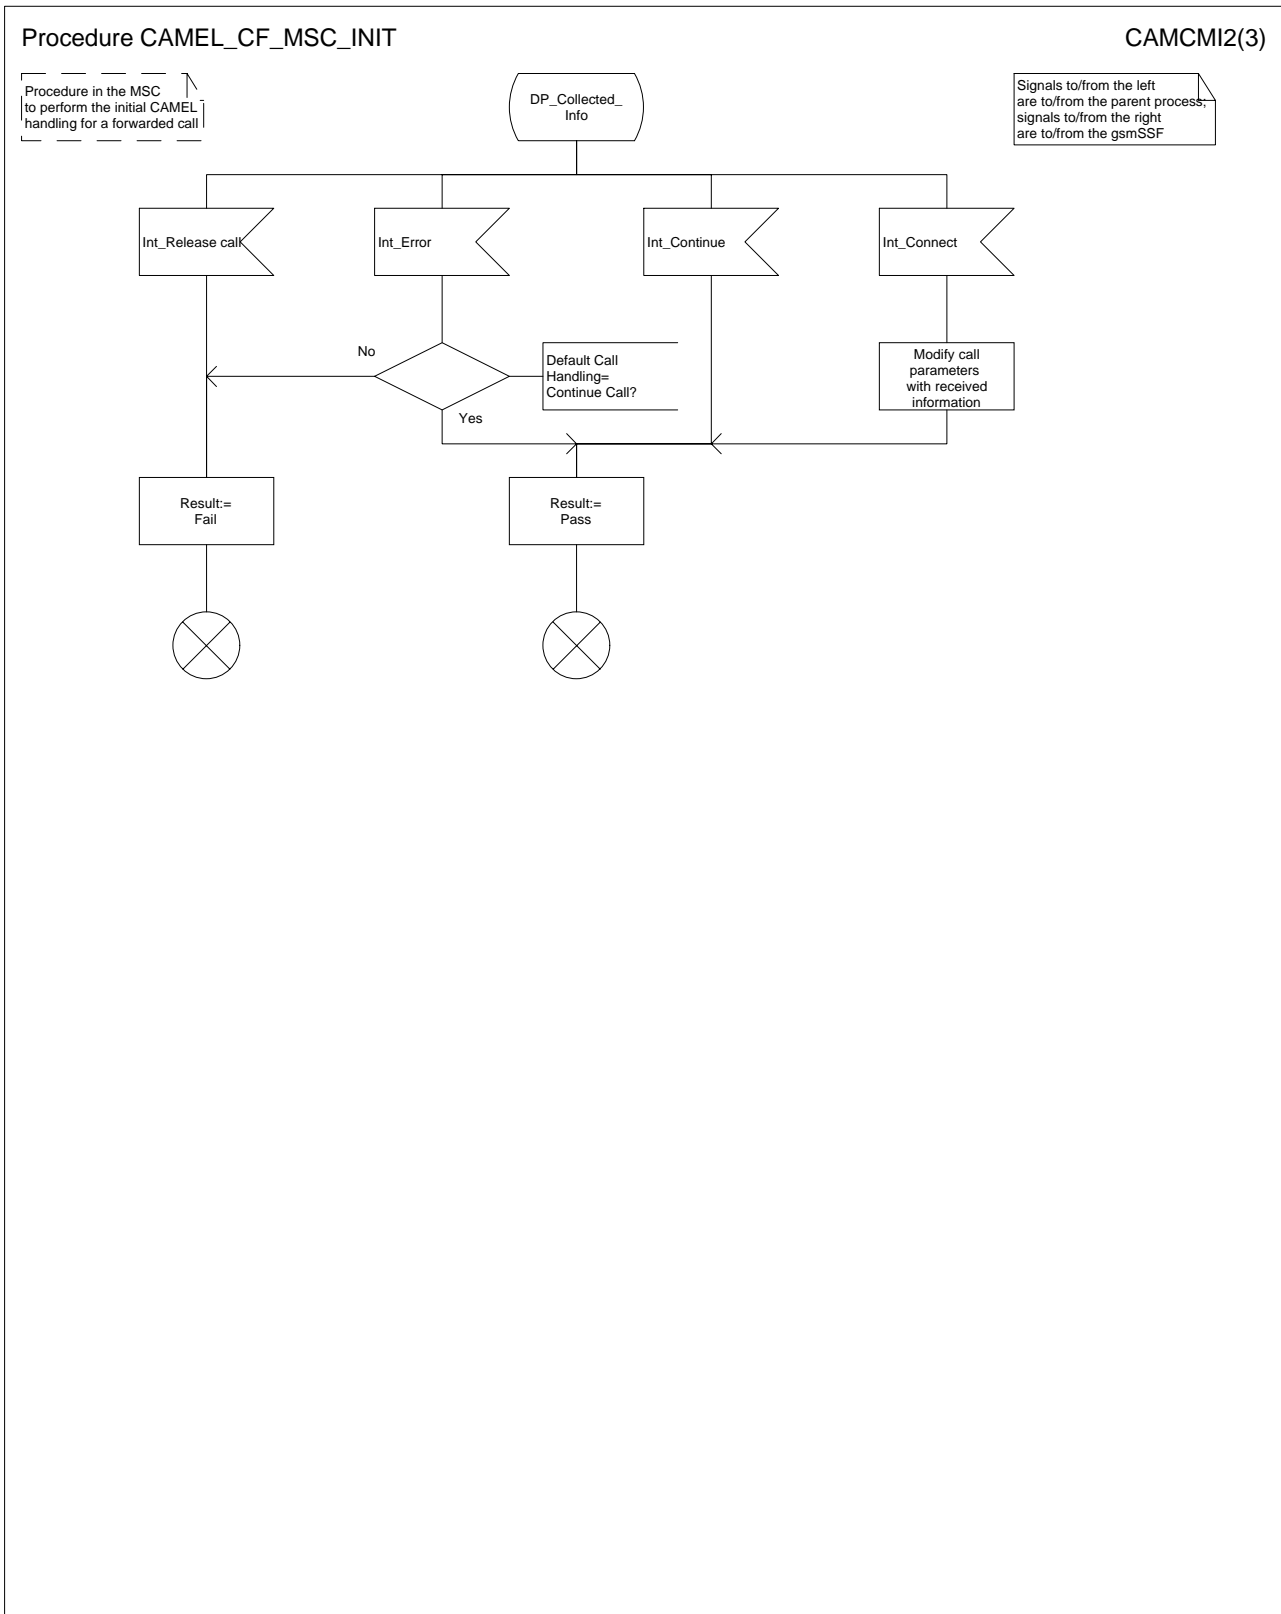 Procedure CAMEL_CF_MSC_INIT
CAMCMI2(3)
Procedure in the MSC
to perform the initial CAMEL
handling for a forwarded call
DP_Collected_
Info
Signals to/from the left
are to/from the parent process;
signals to/from the right
are to/from the gsmSSF
Int_Release call
Int_Error
Int_Continue
Int_Connect
No
Default Call
Handling=
Continue Call?
Modify call
parameters
with received
information
Yes
Result:=
Fail
Result:=
Pass